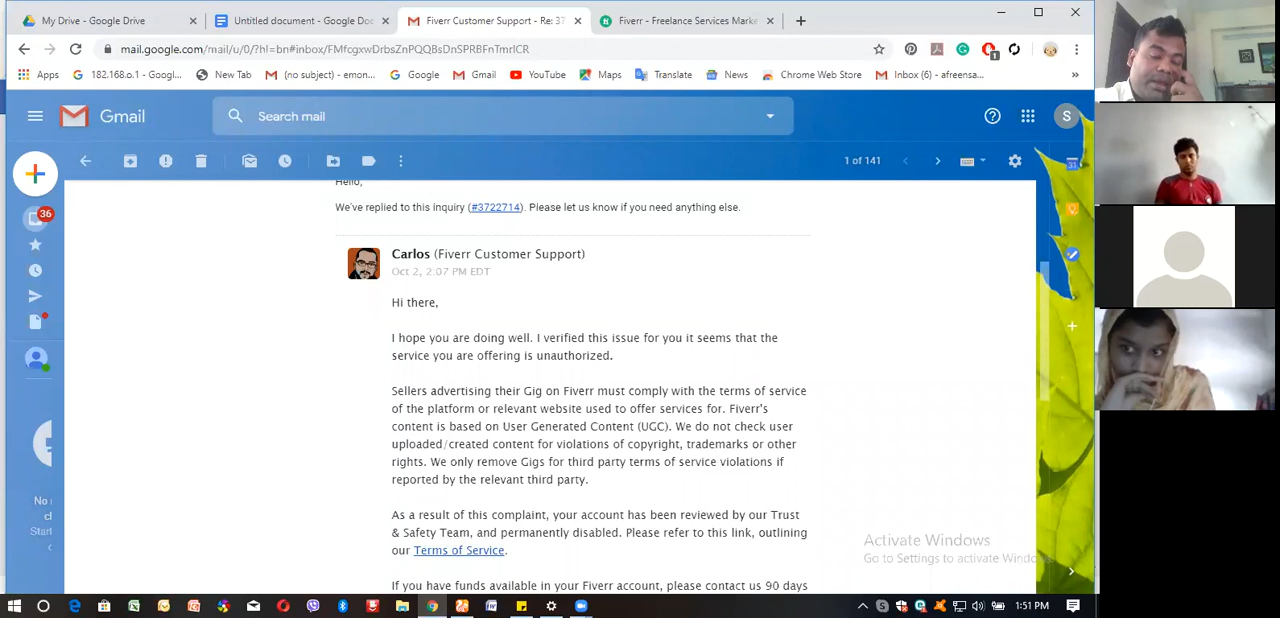 My Drive - Google Drive
Untitled document - Google Doc
Fiverr Customer Support - Re: 37
Fiverr - Freelance Services Marke
mail.google.com/mail/u/0/?hl=bn#inbox/FMfcgxwDrbsZnPQQBsDnSPRBFnTmrlCR
1
Apps
192.168.o.1 - Googl...
New Tab
(no subject) - emon...
Google
Gmail
YouTube
Maps
Translate
News
Chrome Web Store
Inbox (6) - afreensa...
»
Gmail
Search mail
S
1 of 141
31
36
Hello,
We've replied to this inquiry (#3722714). Please let us know if you need anything else.
Carlos (Fiverr Customer Support)
Oct 2, 2:07 PM EDT
Hi there,
I hope you are doing well. I verified this issue for you it seems that the
service you are offering is unauthorized.
Sellers advertising their Gig on Fiverr must comply with the terms of service
of the platform or relevant website used to offer services for. Fiverr's
content is based on User Generated Content (UGC). We do not check user
uploaded/created content for violations of copyright, trademarks or other
rights. We only remove Gigs for third party terms of service violations if
reported by the relevant third party.
As a result of this complaint, your account has been reviewed by our Trust
& Safety Team, and permanently disabled. Please refer to this link, outlining
our Terms of Service.
If you have funds available in your Fiverr account, please contact us 90 days
No
Start
Activate Windows
Go to Settings to activate Windows.
1:51 PM